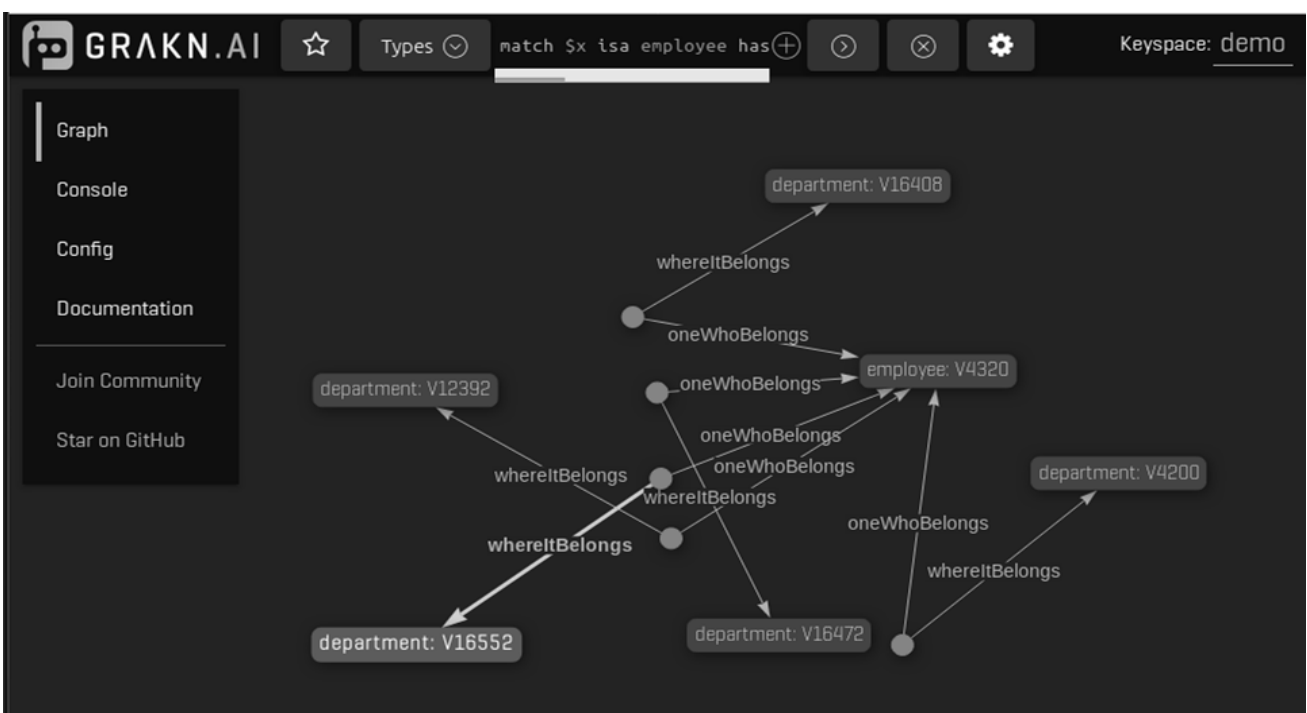 GRAKN.AI
Types
match $x isa employee has
Keyspace: demo
Graph
Console
Config
Documentation
Join Community
Star on GitHub
department: V16408
whereItBelongs
oneWhoBelongs
employee: V4320
department: V12392
oneWhoBelongs
oneWhoBelongs
oneWhoBelongs
whereItBelongs
department: V4200
whereItBelongs
oneWhoBelongs
whereItBelongs
whereItBelongs
department: V16552
department: V16472